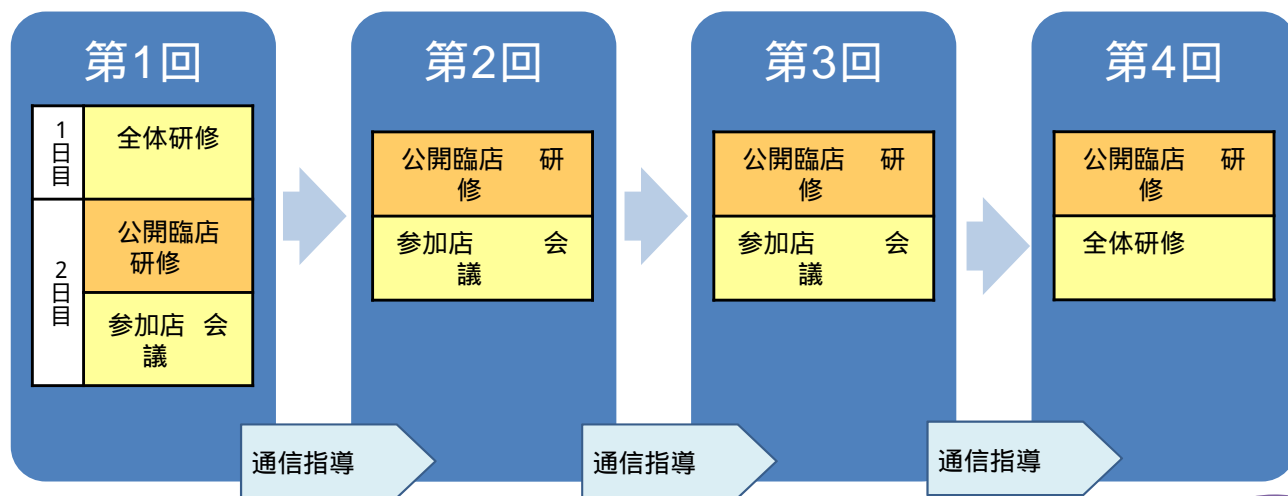 第1回
1日目
全体研修
2日目
公開臨店
研修
参加店 会
議
第2回
公開臨店 研
修
参加店 会
議
第3回
公開臨店 研
修
参加店 会
議
第4回
公開臨店 研
修
全体研修
通信指導
通信指導
通信指導